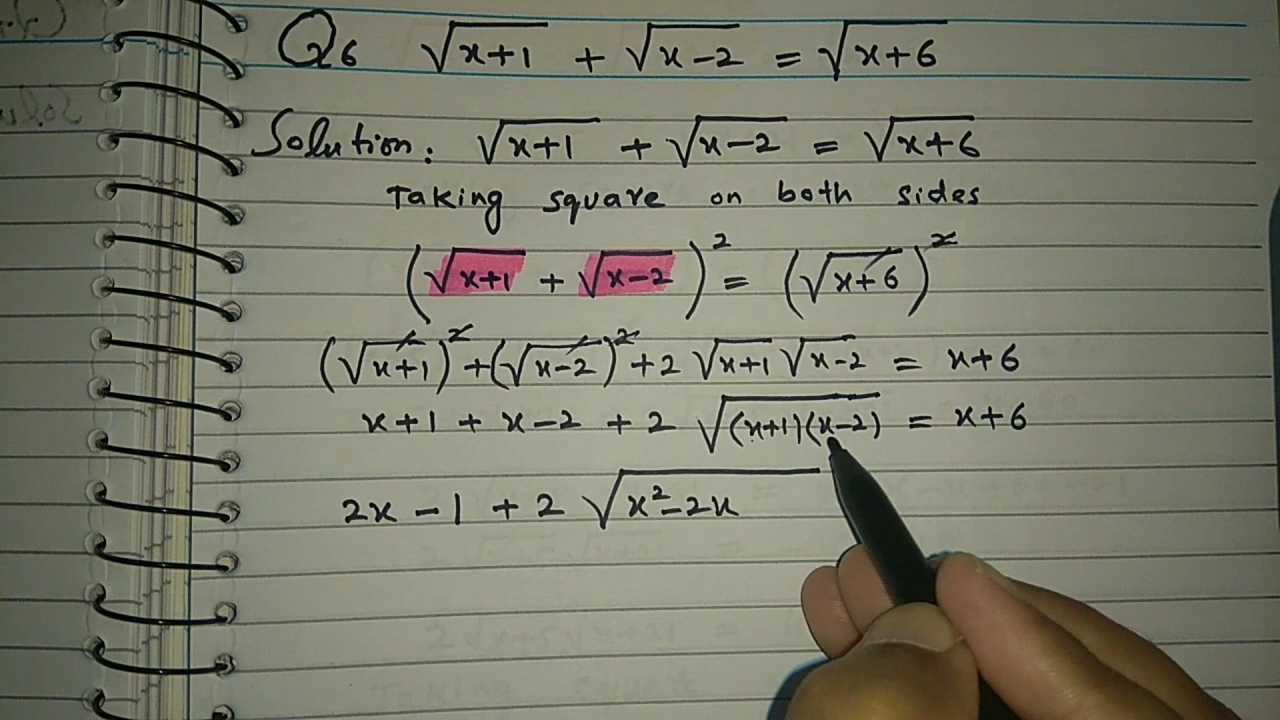 Q6 √(x+1) + √(x-2) = √(x+6)
Solution: √(x+1) + √(x-2) = √(x+6)
Taking square on both sides
(√(x+1) + √(x-2))² = (√(x+6))²
(√(x+1))² + (√(x-2))² + 2 √(x+1) √(x-2) = x+6
x+1 + x-2 + 2 √((x+1)(x-2)) = x+6
2x - 1 + 2 √(x²-2x